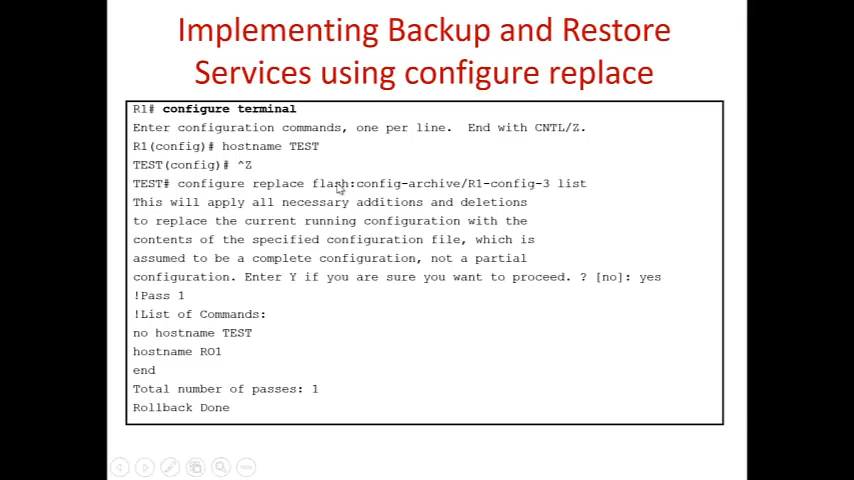 Implementing Backup and Restore
Services using configure replace
R1# configure terminal
Enter configuration commands, one per line. End with CNTL/Z.
R1(config)# hostname TEST
TEST(config)# ^Z
TEST# configure replace flash:config-archive/R1-config-3 list
This will apply all necessary additions and deletions
to replace the current running configuration with the
contents of the specified configuration file, which is
assumed to be a complete configuration, not a partial
configuration. Enter Y if you are sure you want to proceed. ? [no]: yes
!Pass 1
!List of Commands:
no hostname TEST
hostname RO1
end
Total number of passes: 1
Rollback Done